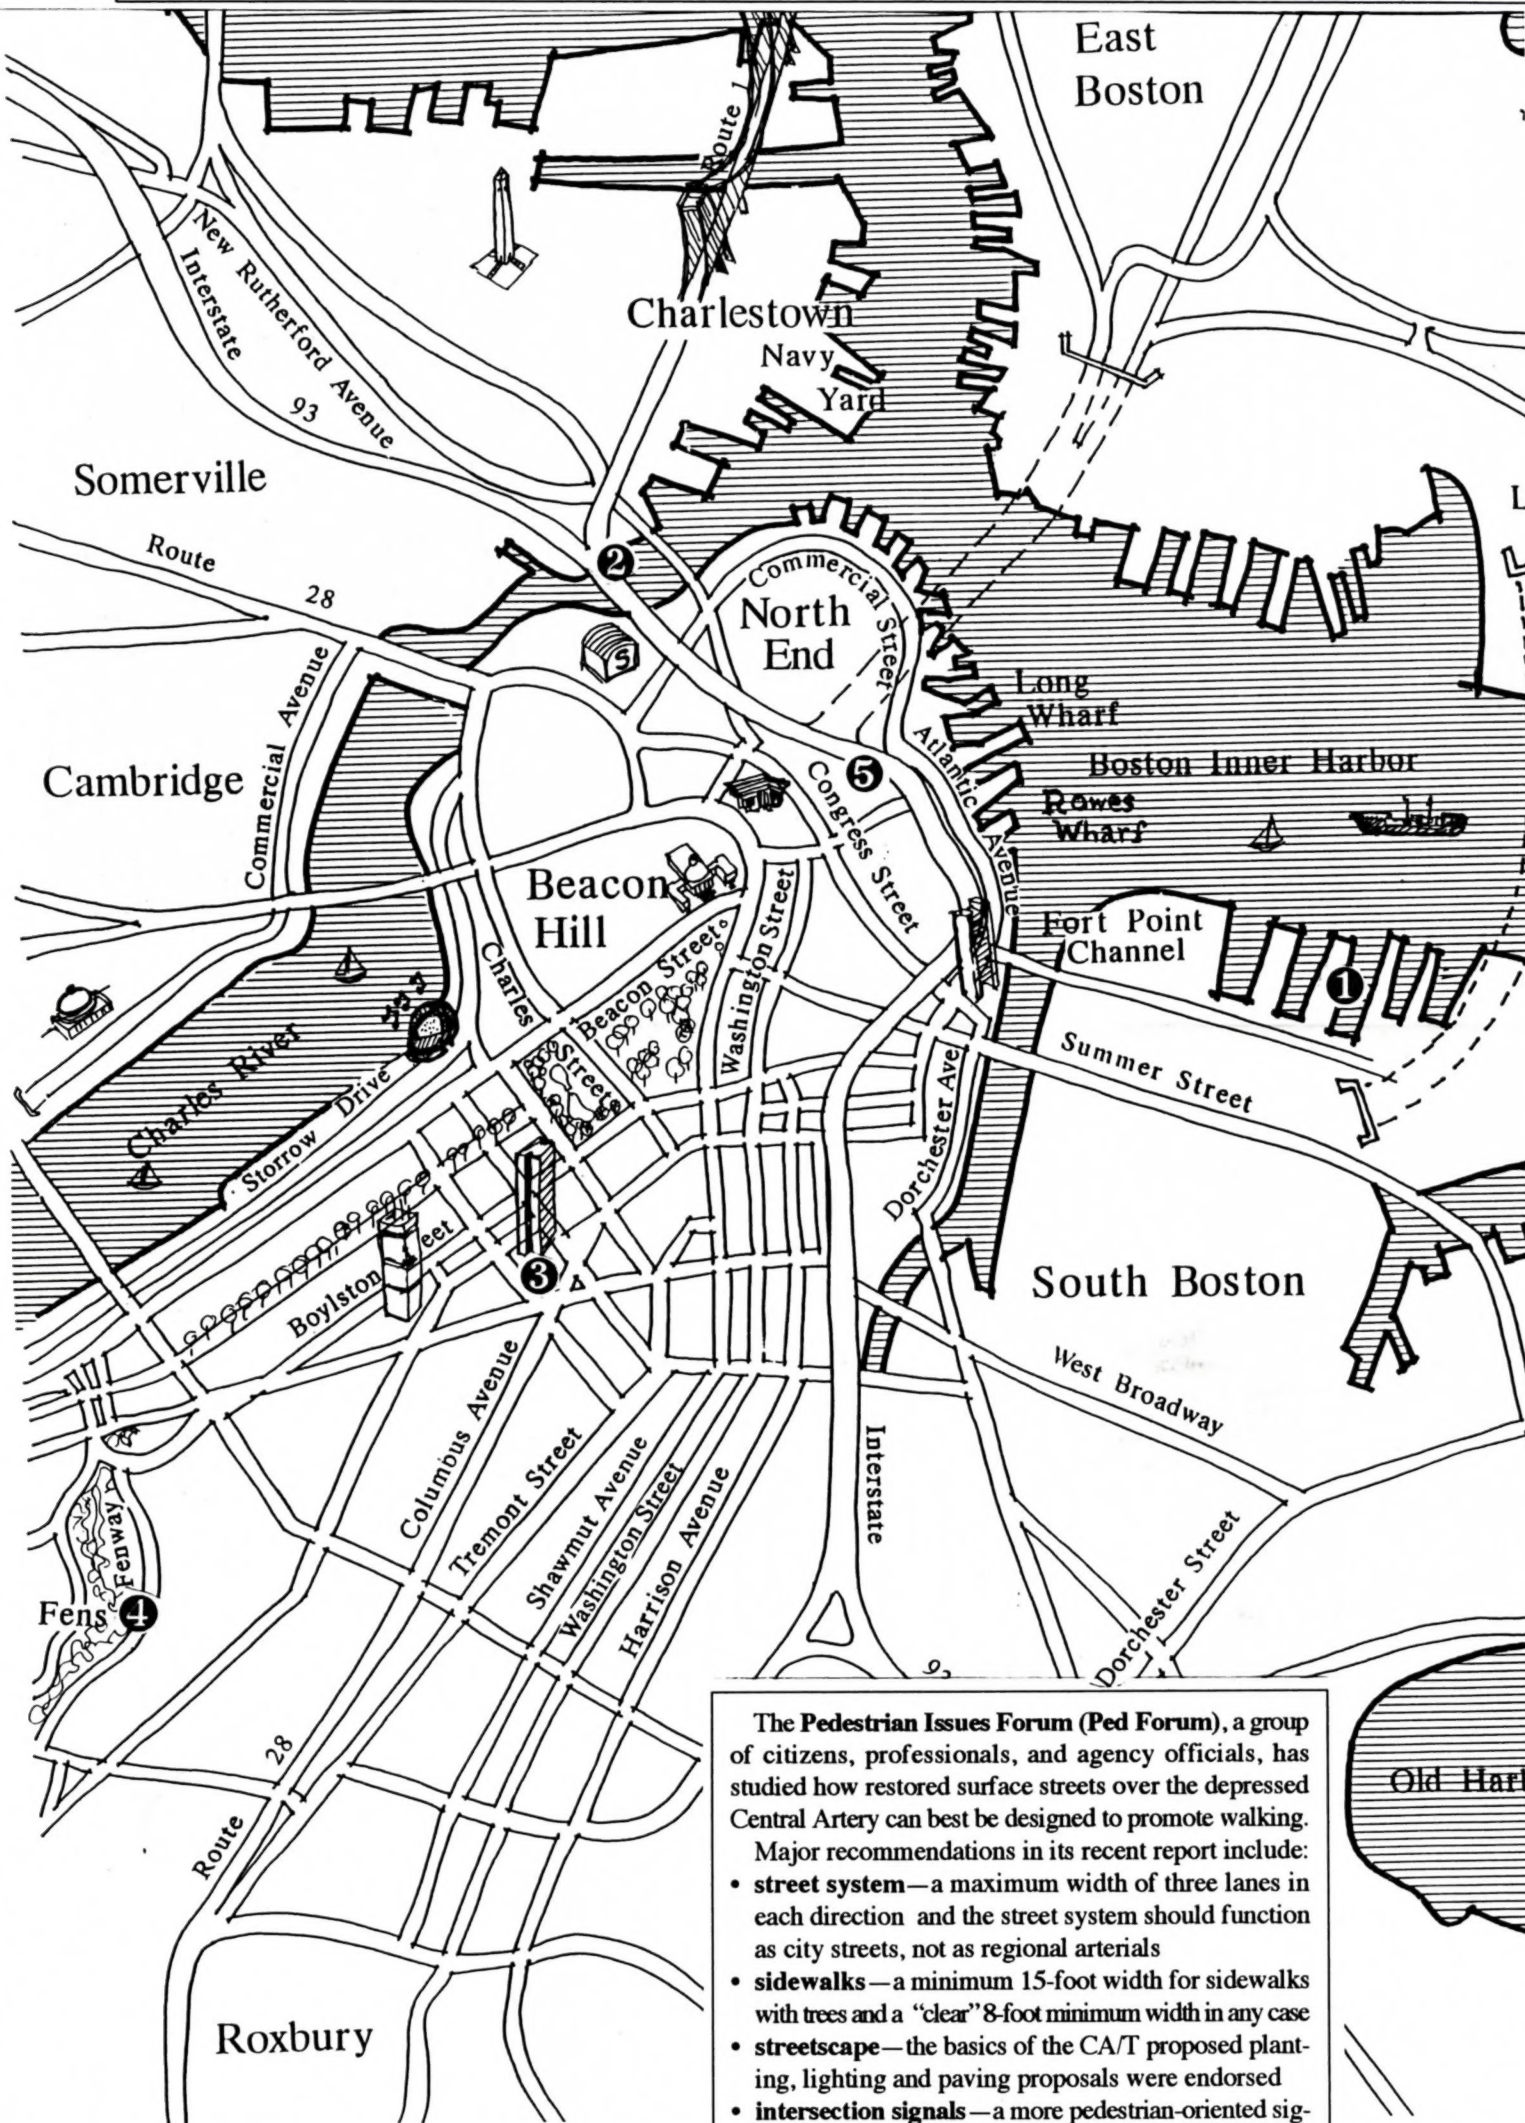 East
Boston
Route 1
New Rutherford Avenue
Interstate
93
Charlestown
Navy
Yard
Somerville
Route
28
2
Commercial Street
North
End
S
Commercial Avenue
Long
Wharf
Cambridge
Atlantic Avenue
Boston Inner Harbor
5
Congress Street
Rowes
Wharf
Beacon
Hill
Fort Point
Channel
1
Charles Street
Beacon Street
Washington Street
Charles River
Storrow Drive
Dorchester Ave
Summer Street
Boylston
eet
3
South Boston
West Broadway
Columbus Avenue
Tremont Street
Shawmut Avenue
Washington Street
Harrison Avenue
Interstate
Fenway
Fens 4
Dorchester Street
28
Route
Roxbury
The Pedestrian Issues Forum (Ped Forum), a group
of citizens, professionals, and agency officials, has
studied how restored surface streets over the depressed
Central Artery can best be designed to promote walking.
Major recommendations in its recent report include:
• street system—a maximum width of three lanes in
each direction and the street system should function
as city streets, not as regional arterials
• sidewalks—a minimum 15-foot width for sidewalks
with trees and a "clear" 8-foot minimum width in any case
• streetscape—the basics of the CA/T proposed plant-
ing, lighting and paving proposals were endorsed
• intersection signals—a more pedestrian-oriented sig-
Old Har